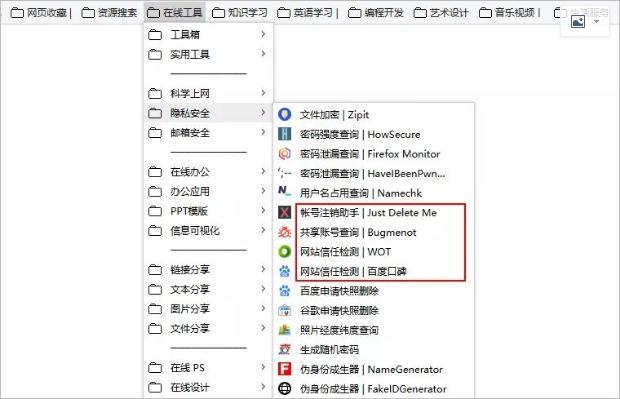 网页收藏 |
资源搜索
在线工具
知识学习 |
英语学习 |
编程开发
艺术设计
音乐视频 |
生活服务
工具箱
实用工具
科学上网
隐私安全
邮箱安全
在线办公
办公应用
PPT模版
信息可视化
链接分享
文本分享
图片分享
文件分享
在线 PS
在线设计
文件加密 | Zipit
密码强度查询 | HowSecure
密码泄漏查询 | Firefox Monitor
密码泄漏查询 | HaveIBeenPwn...
用户名占用查询 | Namechk
帐号注销助手 | Just Delete Me
共享账号查询 | Bugmenot
网站信任检测 | WOT
网站信任检测 | 百度口碑
百度申请快照删除
谷歌申请快照删除
照片经度纬度查询
生成随机密码
伪身份成生器 | NameGenerator
伪身份成生器 | FakeIDGenerator